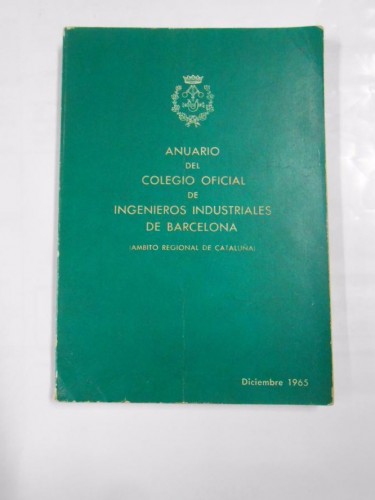 ANUARIO
DEL
COLEGIO OFICIAL
DE
INGENIEROS INDUSTRIALES
DE BARCELONA
(AMBITO REGIONAL DE CATALUÑA)
Diciembre 1965